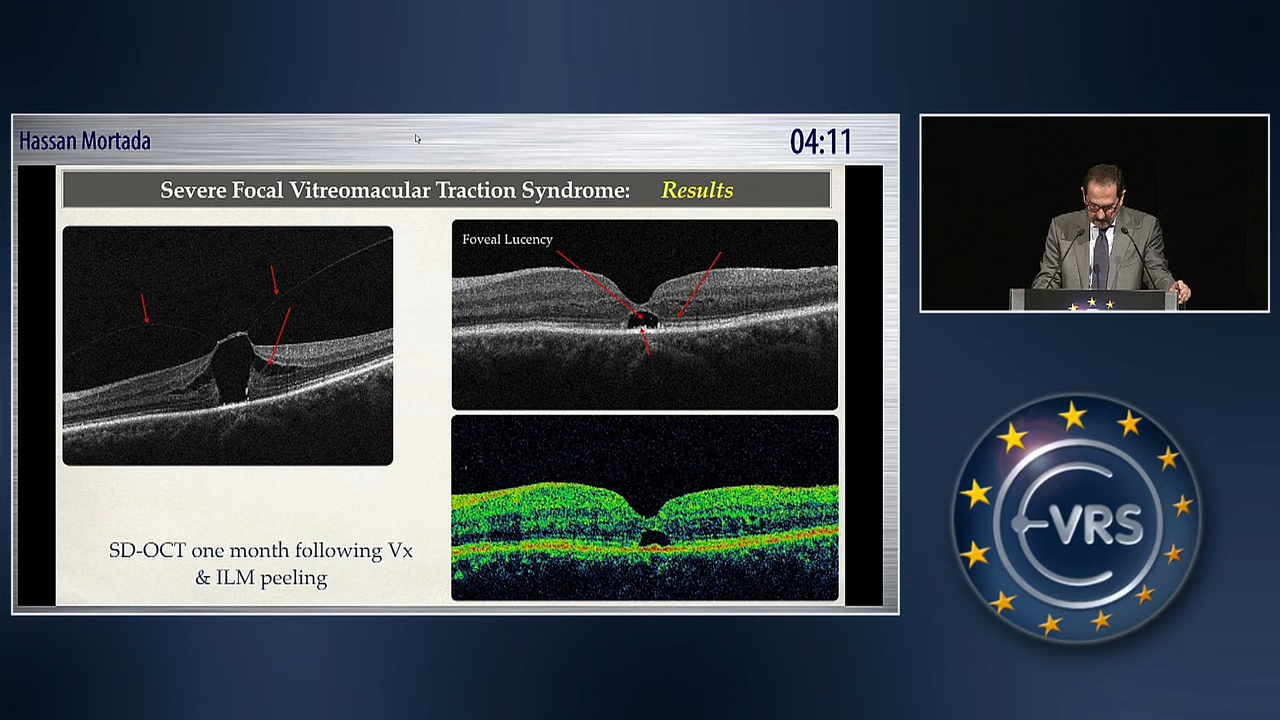 Hassan Mortada
04:11
Severe Focal Vitreomacular Traction Syndrome: Results
Foveal Lucency
SD-OCT one month following Vx
& ILM peeling
EVRS